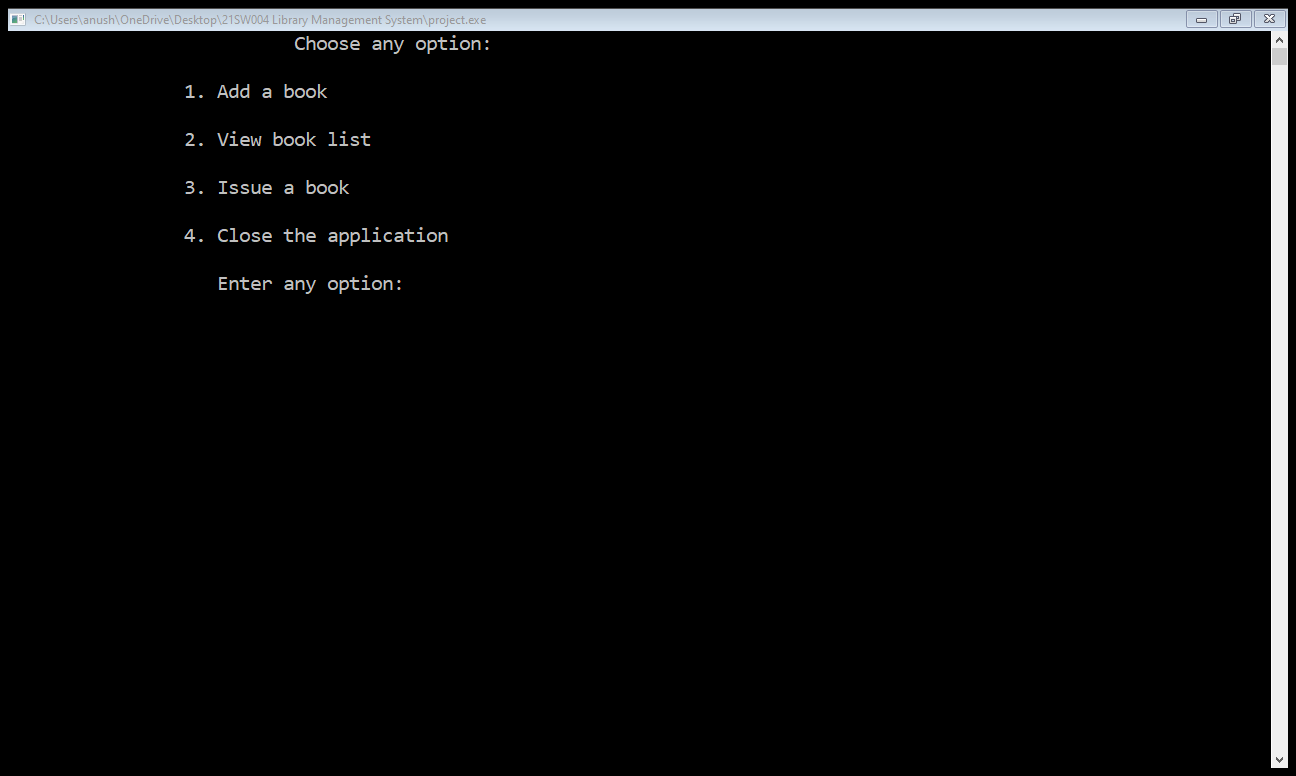 C:\Users\anush\OneDrive\Desktop\21SW004 Library Management System\project.exe
Choose any option:
1. Add a book
2. View book list
3. Issue a book
4. Close the application
Enter any option: